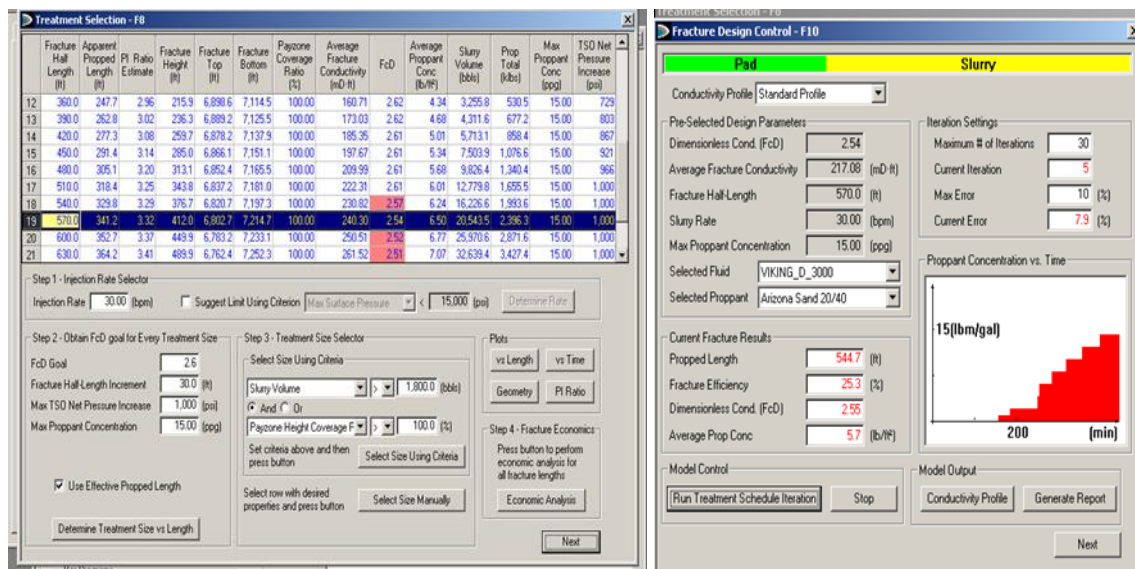 Treatment Selection - F8
Fracture Half Length (ft) Apparent Propped Length (ft) PI Ratio Estimate Fracture Height (ft) Fracture Top (ft) Fracture Bottom (ft) Payzone Coverage Ratio (%) Average Fracture Conductivity (mD·ft) FcD Average Proppant Conc (lb/ft²) Slurry Volume (bbls) Prop Total (klbs) Max Proppant Conc (ppg) TSO Net Pressure Increase (psi)
12 360.0 247.7 2.96 215.9 6,898.6 7,114.5 100.00 160.71 2.62 4.34 3,255.8 530.5 15.00 729
13 390.0 262.8 3.02 236.3 6,889.2 7,125.5 100.00 173.03 2.62 4.68 4,311.6 677.2 15.00 803
14 420.0 277.3 3.08 259.7 6,878.2 7,137.9 100.00 185.35 2.61 5.01 5,713.1 858.4 15.00 867
15 450.0 291.4 3.14 285.0 6,866.1 7,151.1 100.00 197.67 2.61 5.34 7,503.9 1,076.6 15.00 921
16 480.0 305.1 3.20 313.1 6,852.4 7,165.5 100.00 209.99 2.61 5.68 9,826.4 1,340.4 15.00 966
17 510.0 318.4 3.25 343.8 6,837.2 7,181.0 100.00 222.31 2.61 6.01 12,779.8 1,655.5 15.00 1,000
18 540.0 329.8 3.29 376.7 6,820.7 7,197.3 100.00 230.82 2.57 6.24 16,226.6 1,993.6 15.00 1,000
19 570.0 341.2 3.32 412.0 6,802.7 7,214.7 100.00 240.30 2.54 6.50 20,543.5 2,396.3 15.00 1,000
20 600.0 352.7 3.37 449.9 6,783.2 7,233.1 100.00 250.51 2.52 6.77 25,970.6 2,871.6 15.00 1,000
21 630.0 364.2 3.41 489.9 6,762.4 7,252.3 100.00 261.52 2.51 7.07 32,639.4 3,427.4 15.00 1,000
Step 1 - Injection Rate Selector
Injection Rate 30.00 (bpm) Suggest Limit Using Criterion Max Surface Pressure < 15,000 (psi) Determine Rate
Step 2 - Obtain FcD goal for Every Treatment Size
FcD Goal 2.6
Fracture Half-Length Increment 30.0 (ft)
Max TSO Net Pressure Increase 1,000 (psi)
Max Proppant Concentration 15.00 (ppg)
Use Effective Propped Length
Determine Treatment Size vs Length
Step 3 - Treatment Size Selector
Select Size Using Criteria
Slurry Volume > 1,800.0 (bbls)
And Or
Payzone Height Coverage F > 100.0 (%)
Set criteria above and then press button
Select Size Using Criteria
Select row with desired properties and press button
Select Size Manually
Plots
vs Length vs Time
Geometry PI Ratio
Step 4 - Fracture Economics
Press button to perform economic analysis for all fracture lengths
Economic Analysis
Next
Treatment Selection - F8
Fracture Design Control - F10
Pad Slurry
Conductivity Profile Standard Profile
Pre-Selected Design Parameters
Dimensionless Cond. (FcD) 2.54
Average Fracture Conductivity 217.08 (mD·ft)
Fracture Half-Length 570.0 (ft)
Slurry Rate 30.00 (bpm)
Max Proppant Concentration 15.00 (ppg)
Selected Fluid VIKING_D_3000
Selected Proppant Arizona Sand 20/40
Current Fracture Results
Propped Length 544.7 (ft)
Fracture Efficiency 25.3 (%)
Dimensionless Cond. (FcD) 2.55
Average Prop Conc 5.7 (lb/ft²)
Model Control
Run Treatment Schedule Iteration Stop
Iteration Settings
Maximum # of Iterations 30
Current Iteration 5
Max Error 10 (%)
Current Error 7.9 (%)
Proppant Concentration vs. Time
15(lbm/gal)
200 (min)
Model Output
Conductivity Profile Generate Report
Next